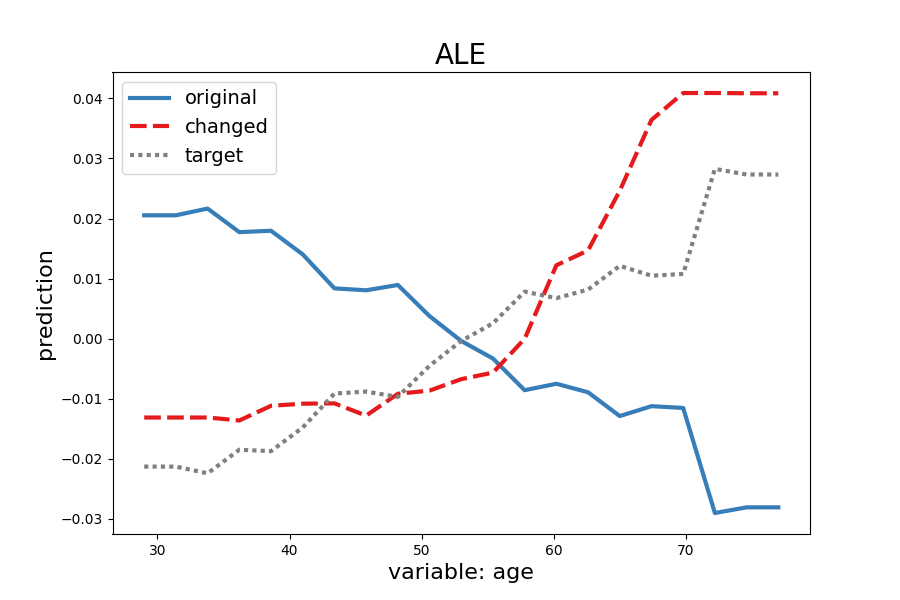 ALE
original
changed
target
prediction
0.04
0.03
0.02
0.01
0.00
−0.01
−0.02
−0.03
30 40 50 60 70
variable: age